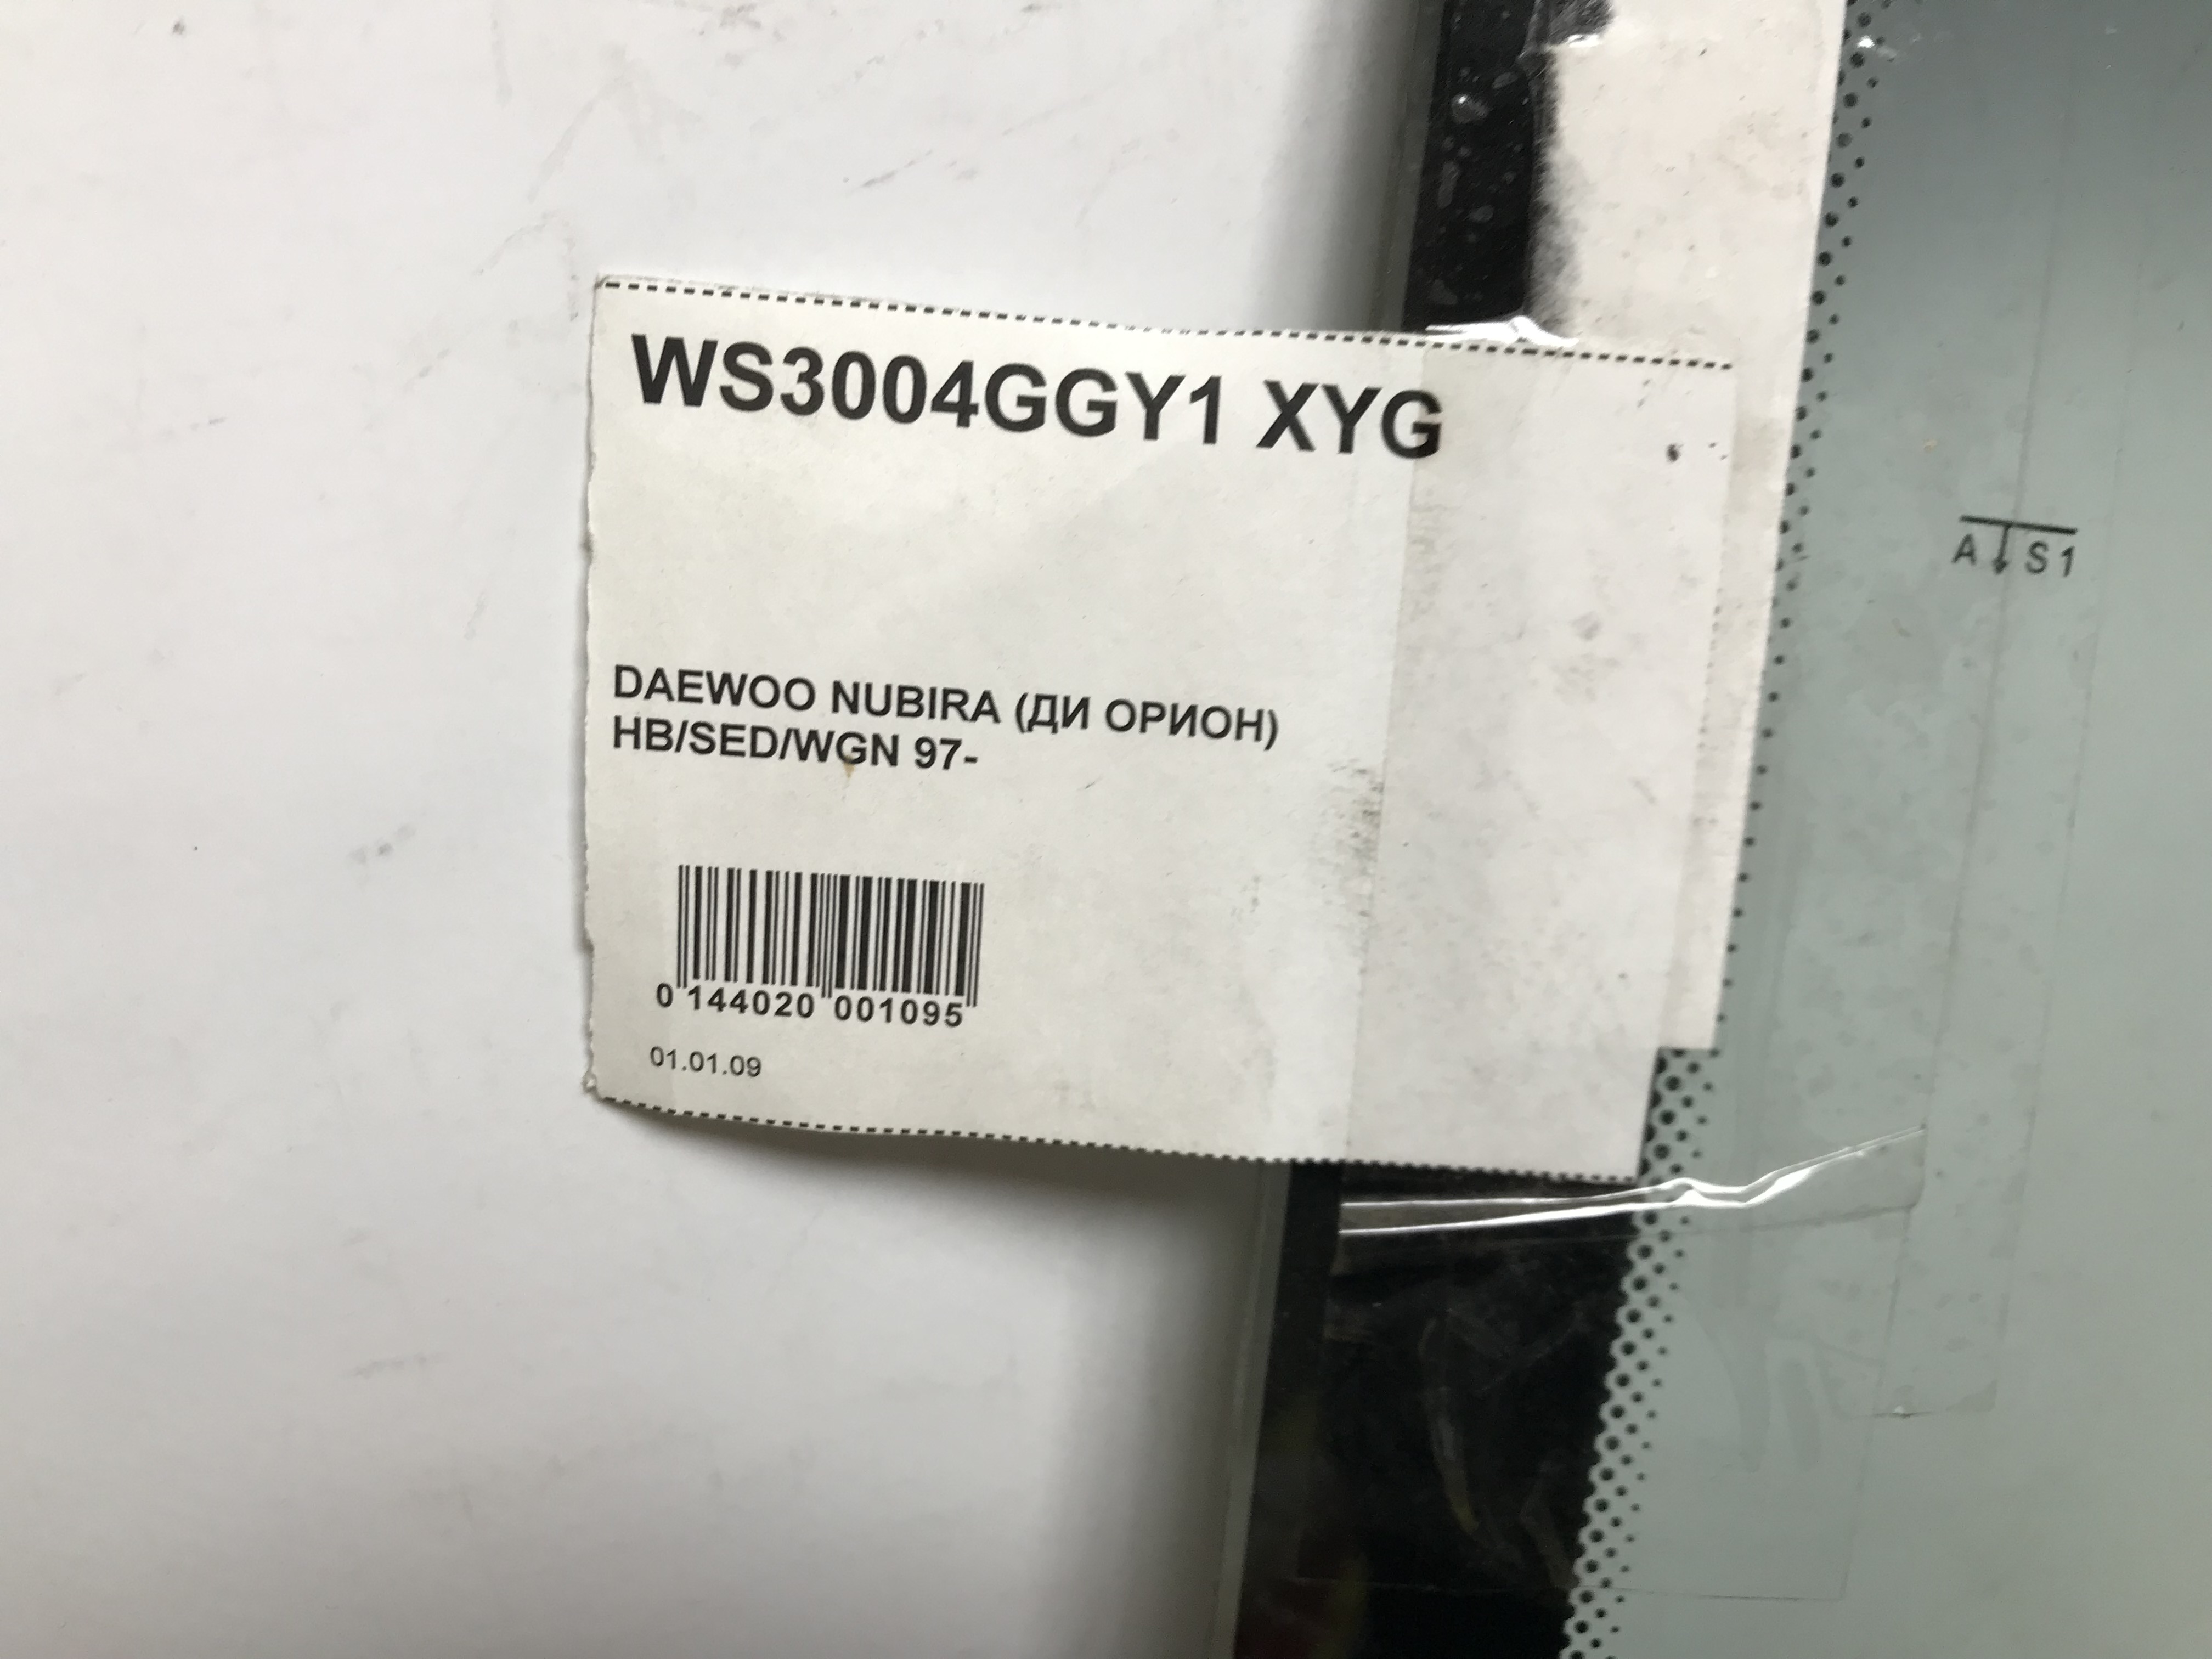 WS3004GGY1 XYG
DAEWOO NUBIRA (ДИ ОРИОН)
HB/SED/WGN 97-
0 144020 001095
01.01.09
A S1